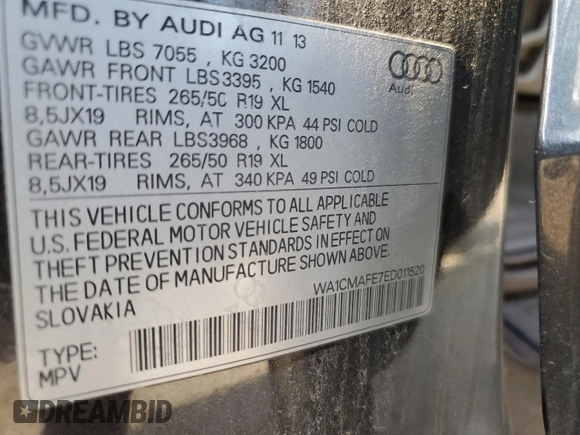 MFD. BY AUDI AG 11 13
GVWR LBS 7055 , KG 3200
GAWR FRONT LBS3395 , KG 1540
FRONT-TIRES 265/50 R19 XL
8,5JX19 RIMS, AT 300 KPA 44 PSI COLD
GAWR REAR LBS3968 , KG 1800
REAR-TIRES 265/50 R19 XL
8,5JX19 RIMS, AT 340 KPA 49 PSI COLD
Audi
THIS VEHICLE CONFORMS TO ALL APPLICABLE
U.S. FEDERAL MOTOR VEHICLE SAFETY AND
THEFT PREVENTION STANDARDS IN EFFECT ON
THE DATE OF MANUFACTURE SHOWN ABOVE.
SLOVAKIA
WA1CMAFE7ED011520
TYPE:
MPV
DREAMBID